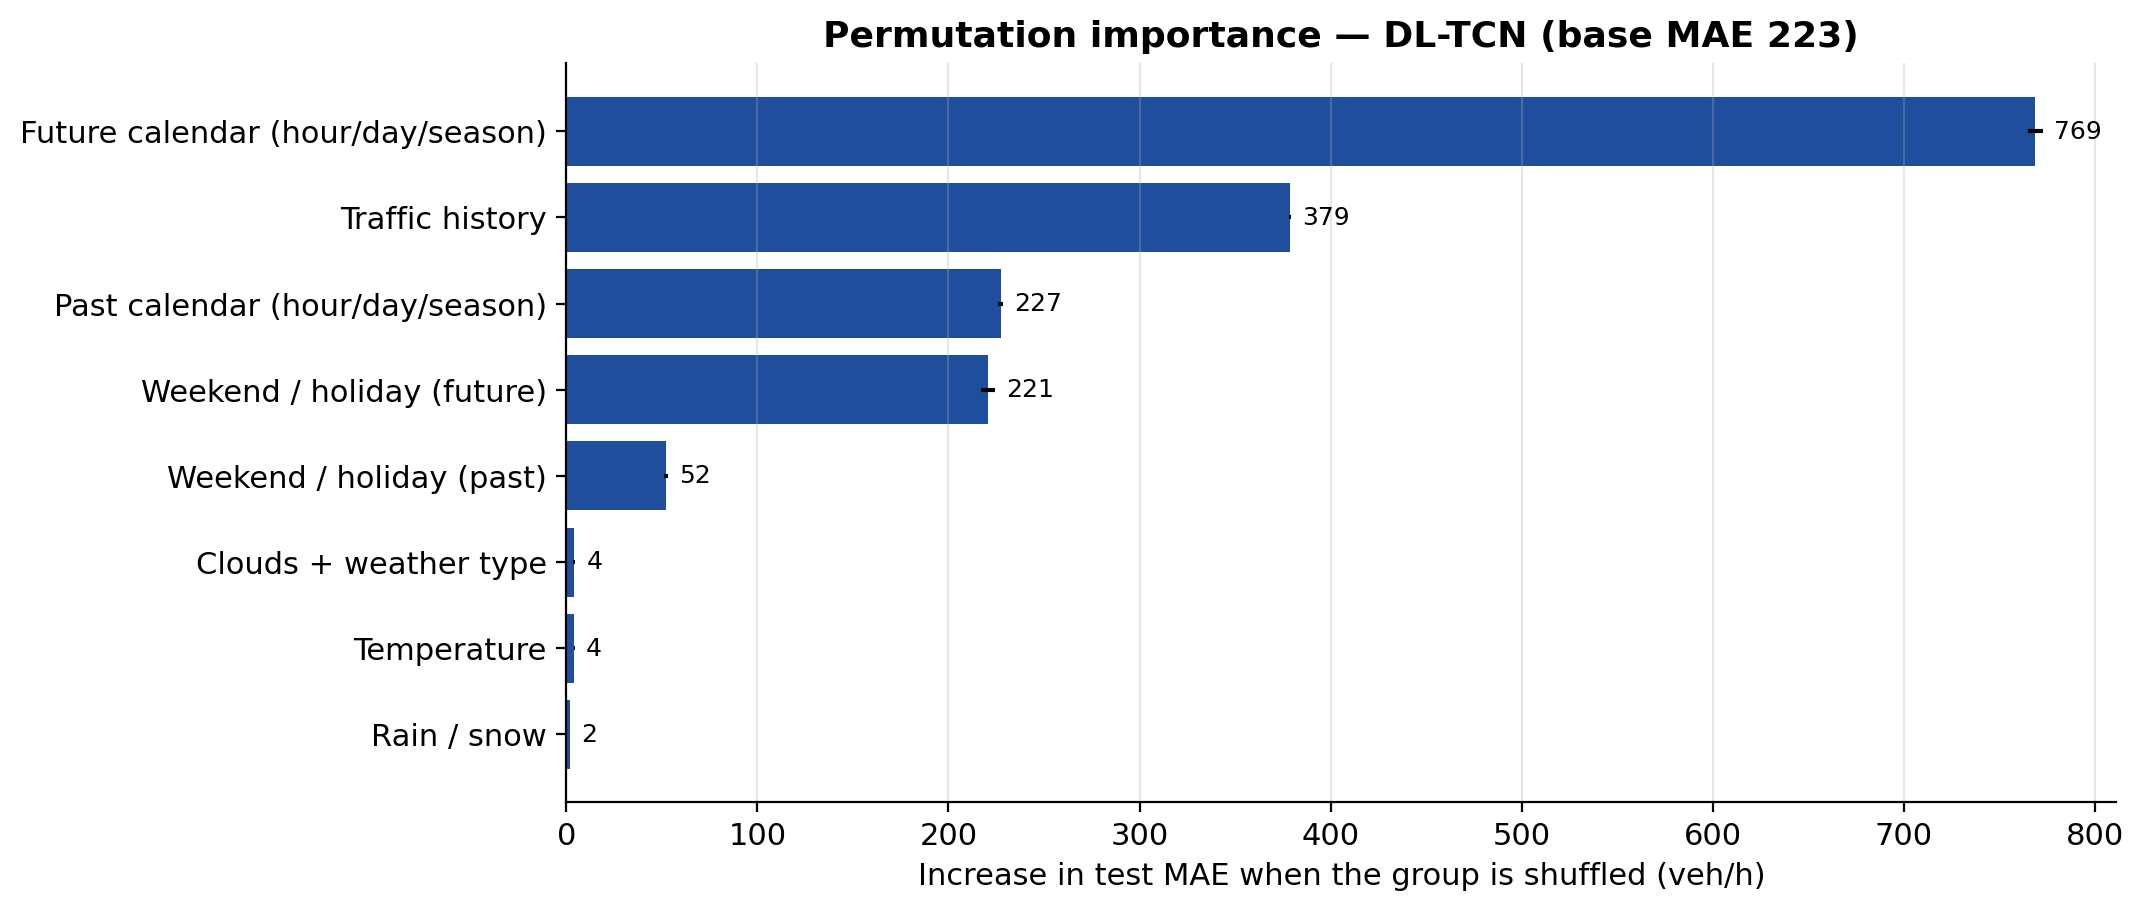 Permutation importance — DL-TCN (base MAE 223)
Future calendar (hour/day/season) 769
Traffic history 379
Past calendar (hour/day/season) 227
Weekend / holiday (future) 221
Weekend / holiday (past) 52
Clouds + weather type 4
Temperature 4
Rain / snow 2
0 100 200 300 400 500 600 700 800
Increase in test MAE when the group is shuffled (veh/h)